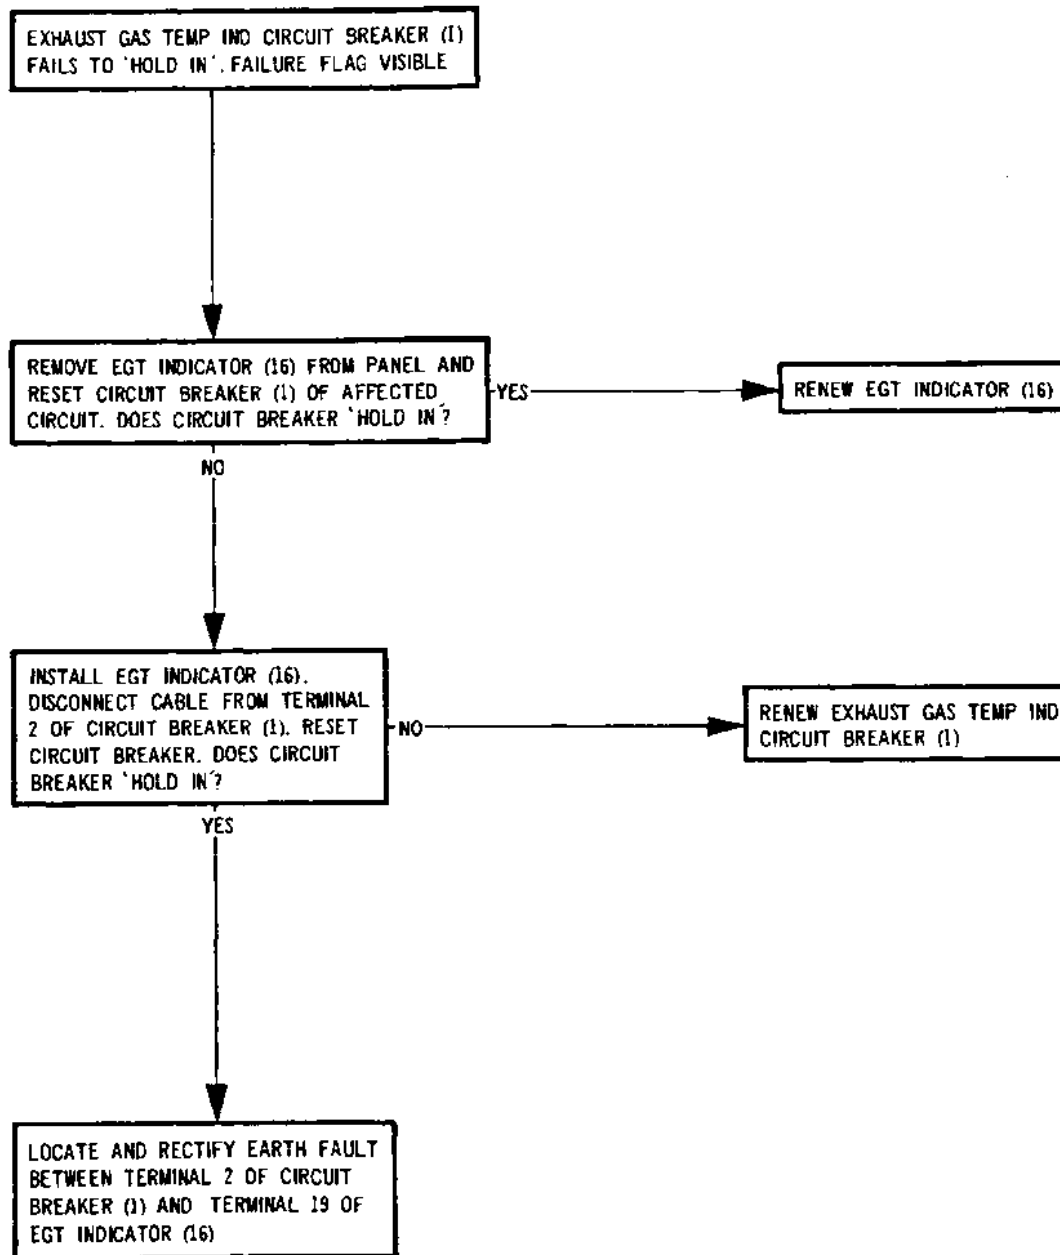 EXHAUST GAS TEMP IND CIRCUIT BREAKER (1)
FAILS TO 'HOLD IN'. FAILURE FLAG VISIBLE
REMOVE EGT INDICATOR (16) FROM PANEL AND
RESET CIRCUIT BREAKER (1) OF AFFECTED
CIRCUIT. DOES CIRCUIT BREAKER 'HOLD IN'?
YES
RENEW EGT INDICATOR (16)
NO
INSTALL EGT INDICATOR (16).
DISCONNECT CABLE FROM TERMINAL
2 OF CIRCUIT BREAKER (1). RESET
CIRCUIT BREAKER. DOES CIRCUIT
BREAKER 'HOLD IN'?
NO
RENEW EXHAUST GAS TEMP IND
CIRCUIT BREAKER (1)
YES
LOCATE AND RECTIFY EARTH FAULT
BETWEEN TERMINAL 2 OF CIRCUIT
BREAKER (1) AND TERMINAL 19 OF
EGT INDICATOR (16)